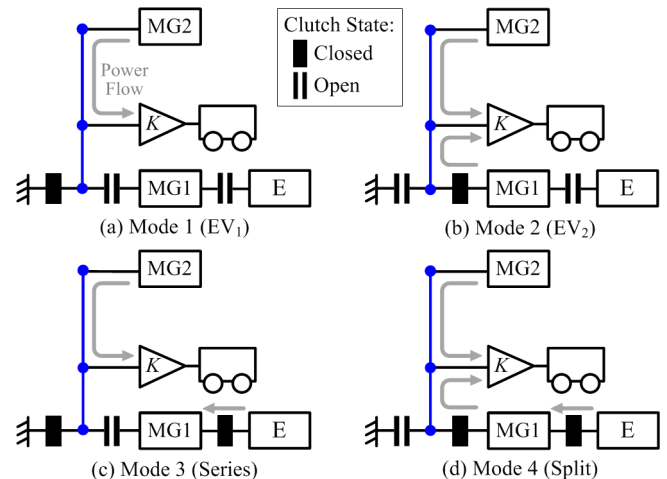 MG2
Power
Flow
K
MG1
E
(a) Mode 1 (EV₁)
Clutch State:
Closed
Open
MG2
K
MG1
E
(b) Mode 2 (EV₂)
MG2
K
MG1
E
(c) Mode 3 (Series)
MG2
K
MG1
E
(d) Mode 4 (Split)